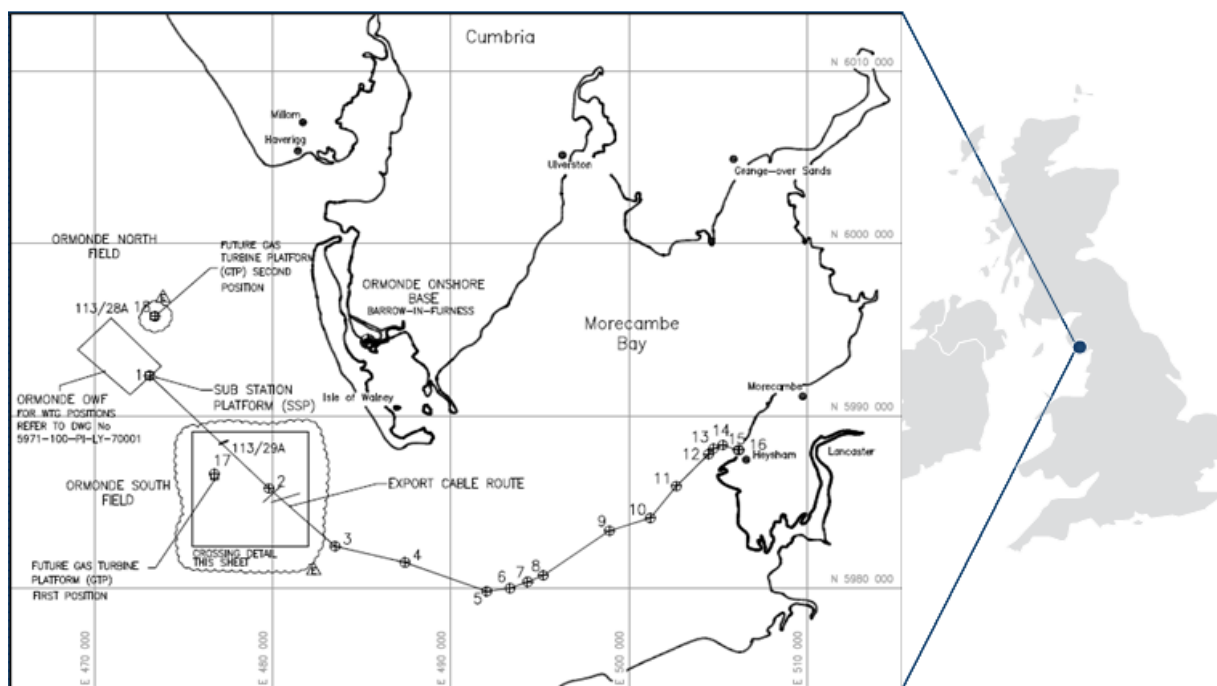 Cumbria
N 6010 000
Millom
Haverigg
Ulverston
Grange-over Sands
ORMONDE NORTH
FIELD
FUTURE GAS
TURBINE PLATFORM
(GTP) SECOND
POSITION
N 6000 000
ORMONDE ONSHORE
BASE
BARROW-IN-FURNESS
113/28A
18
Morecambe
Bay
1
SUB STATION
PLATFORM (SSP)
Isle of Walney
Morecambe
ORMONDE OWF
FOR WTG POSITIONS
REFER TO DWG No
5971-100-PI-LY-70001
N 5990 000
113/29A
17
2
ORMONDE SOUTH
FIELD
EXPORT CABLE ROUTE
12
13
14
15
16
Heysham
Lancaster
11
10
9
3
4
CROSSING DETAIL
THIS SHEET
FUTURE GAS TURBINE
PLATFORM (GTP)
FIRST POSITION
5
6
7
8
N 5980 000
E 470 000
E 480 000
E 490 000
E 500 000
E 510 000